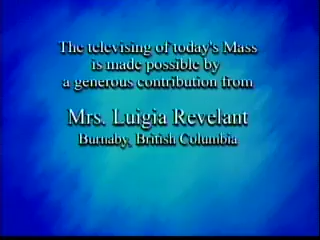 The televising of today's Mass
is made possible by
a generous contribution from
Mrs. Luigia Revelant
Burnaby, British Columbia